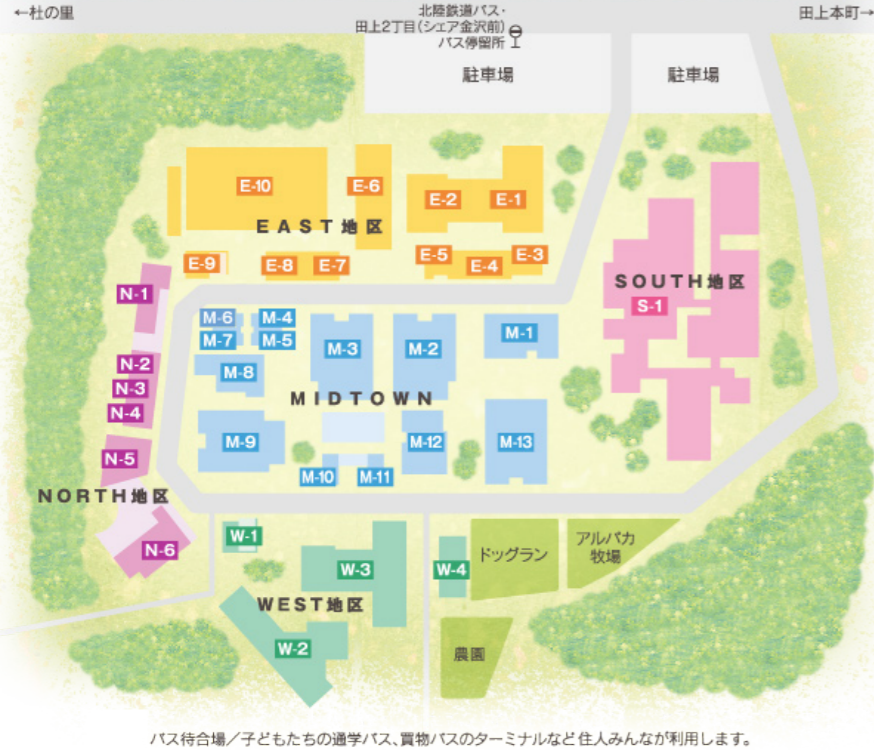 ←杜の里
北陸鉄道バス・
田上2丁目(シェア金沢前)
バス停留所
田上本町→
駐車場
駐車場
E-10
E-6
E-2
E-1
EAST地区
E-9
E-8
E-7
E-5
E-4
E-3
SOUTH地区
S-1
N-1
N-2
N-3
N-4
N-5
NORTH地区
N-6
M-6
M-4
M-7
M-5
M-3
M-2
M-1
M-8
MIDTOWN
M-9
M-12
M-13
M-10
M-11
W-1
W-3
W-4
WEST地区
W-2
ドッグラン
アルパカ
牧場
農園
バス待合場/子どもたちの通学バス、買物バスのターミナルなど住人みんなが利用します。